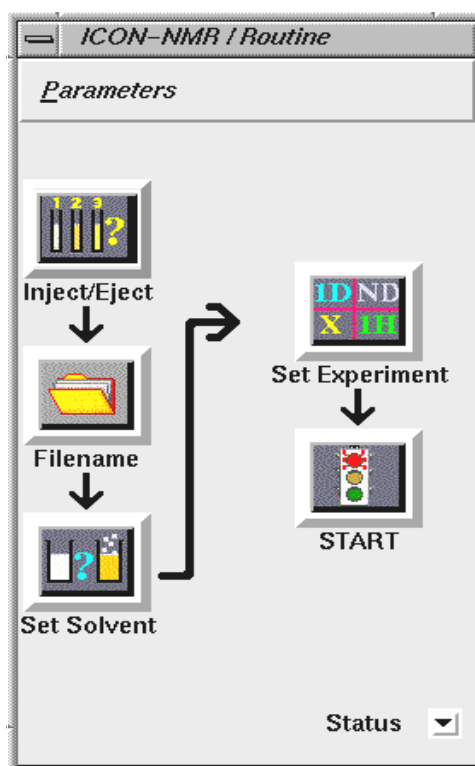 ICON-NMR / Routine
Parameters
1 2 3 ?
Inject/Eject
Filename
?
Set Solvent
1D ND
X 1H
Set Experiment
START
Status